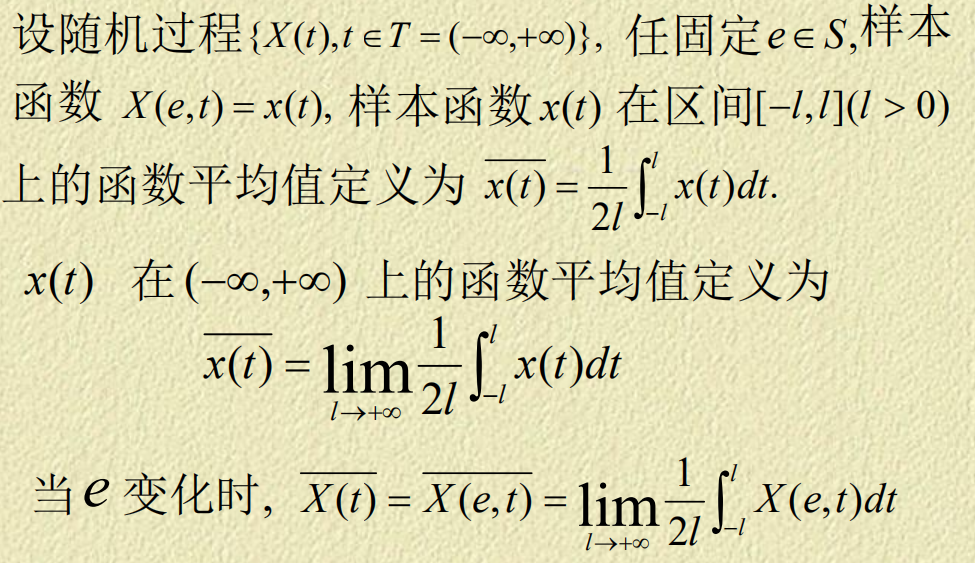 设随机过程{X(t),t∈T=(−∞,+∞)}, 任固定e∈S,样本
函数 X(e,t)=x(t), 样本函数x(t) 在区间[−l,l](l > 0)
上的函数平均值定义为 $\overline{x(t)}=\frac{1}{2l}\int_{-l}^{l}x(t)dt.$
x(t) 在(−∞,+∞) 上的函数平均值定义为
$\overline{x(t)}=\lim_{l\to+\infty}\frac{1}{2l}\int_{-l}^{l}x(t)dt$
当 e 变化时, $\overline{X(t)}=\overline{X(e,t)}=\lim_{l\to+\infty}\frac{1}{2l}\int_{-l}^{l}X(e,t)dt$